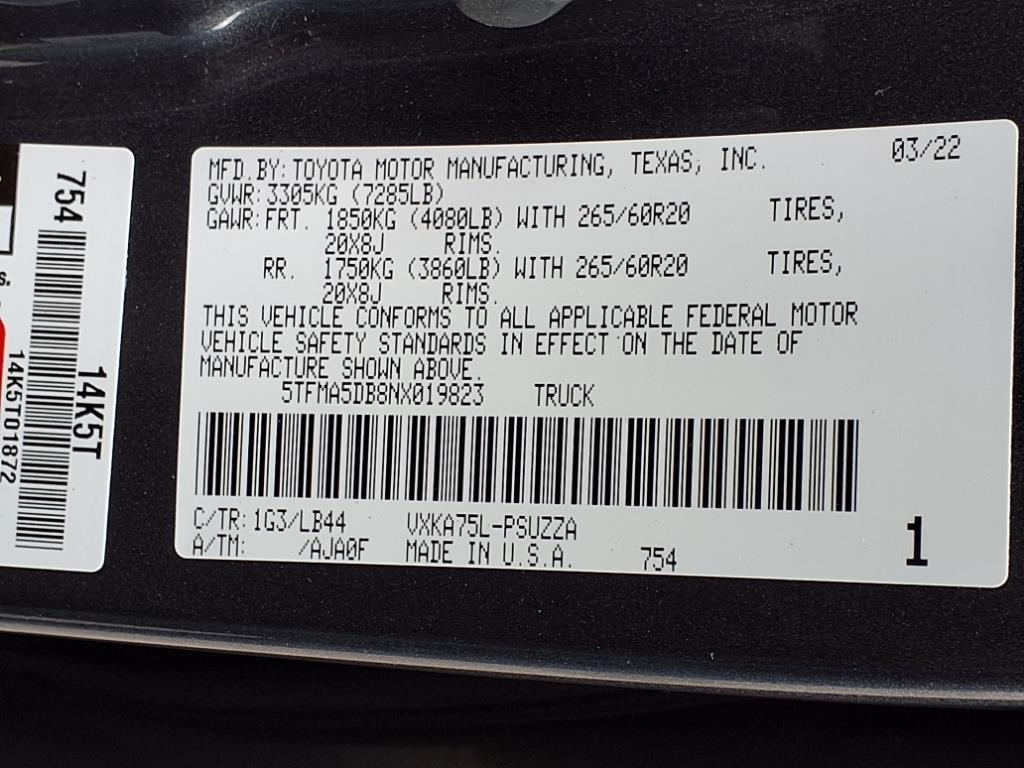 754
14K5T
14K5T01872
s.
MFD. BY: TOYOTA MOTOR MANUFACTURING, TEXAS, INC. 03/22
GVWR: 3305KG (7285LB)
GAWR: FRT. 1850KG (4080LB) WITH 265/60R20 TIRES,
20X8J RIMS.
RR. 1750KG (3860LB) WITH 265/60R20 TIRES,
20X8J RIMS.
THIS VEHICLE CONFORMS TO ALL APPLICABLE FEDERAL MOTOR
VEHICLE SAFETY STANDARDS IN EFFECT ON THE DATE OF
MANUFACTURE SHOWN ABOVE.
5TFMA5DB8NX019823 TRUCK
C/TR: 1G3/LB44 VXKA75L-PSUZZA
A/TM: /AJA0F MADE IN U.S.A. 754 1